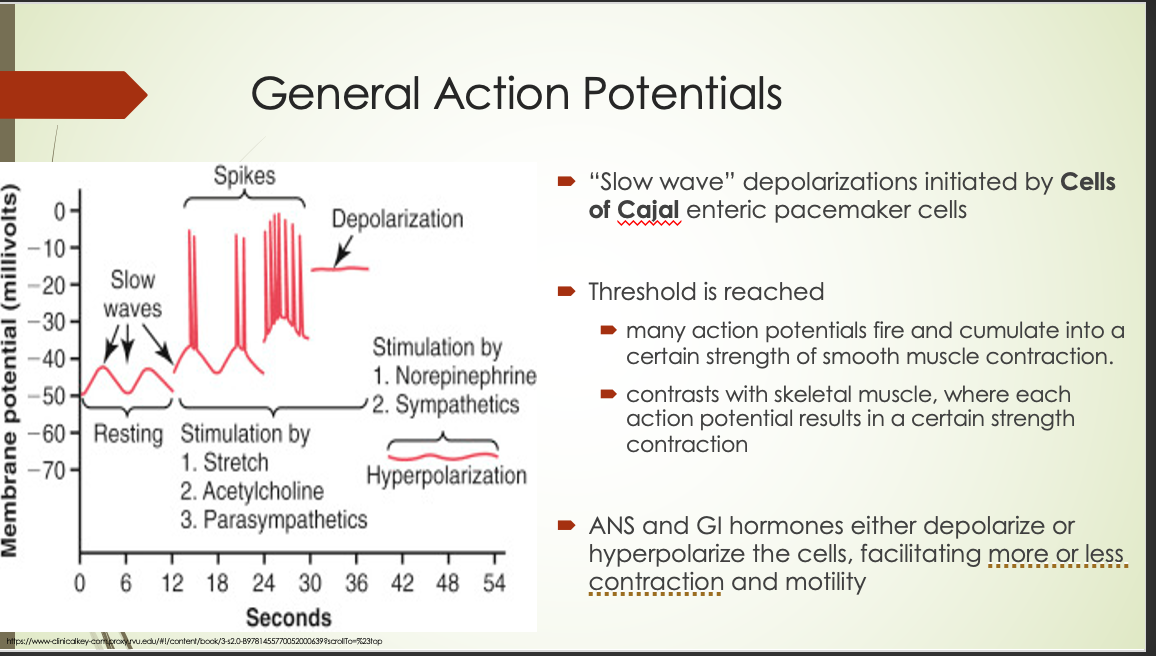 General Action Potentials
Spikes
Depolarization
Slow
waves
Membrane potential (millivolts)
0
−10
−20
−30
−40
−50
−60
−70
Resting
Stimulation by
1. Stretch
2. Acetylcholine
3. Parasympathetics
Stimulation by
1. Norepinephrine
2. Sympathetics
Hyperpolarization
0 6 12 18 24 30 36 42 48 54
Seconds
“Slow wave” depolarizations initiated by Cells
of Cajal enteric pacemaker cells
Threshold is reached
many action potentials fire and cumulate into a
certain strength of smooth muscle contraction.
contrasts with skeletal muscle, where each
action potential results in a certain strength
contraction
ANS and GI hormones either depolarize or
hyperpolarize the cells, facilitating more or less
contraction and motility
https://www-clinicalkey-com.proxy.rvu.edu/#!/content/book/3-s2.0-B9781455770052000639?scrollTo=%23top